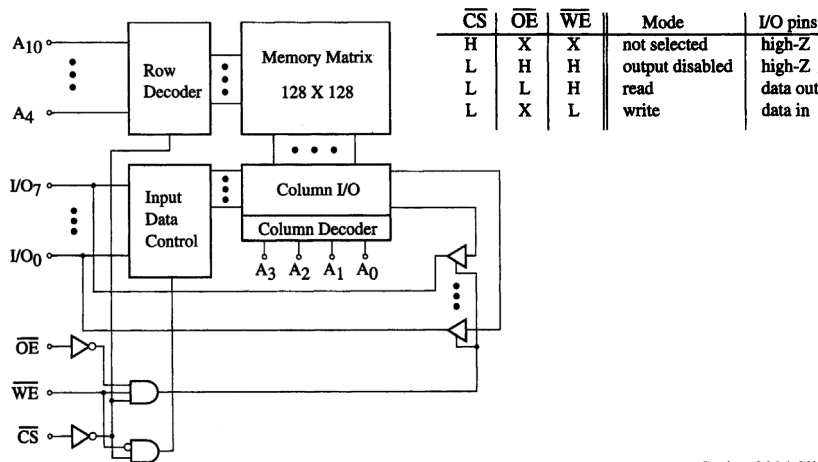 A10
A4
Row
Decoder
Memory Matrix
128 X 128
I/O7
I/O0
Input
Data
Control
Column I/O
Column Decoder
A3 A2 A1 A0
OE
WE
CS
CS OE WE Mode I/O pins
H X X not selected high-Z
L H H output disabled high-Z
L L H read data out
L X L write data in